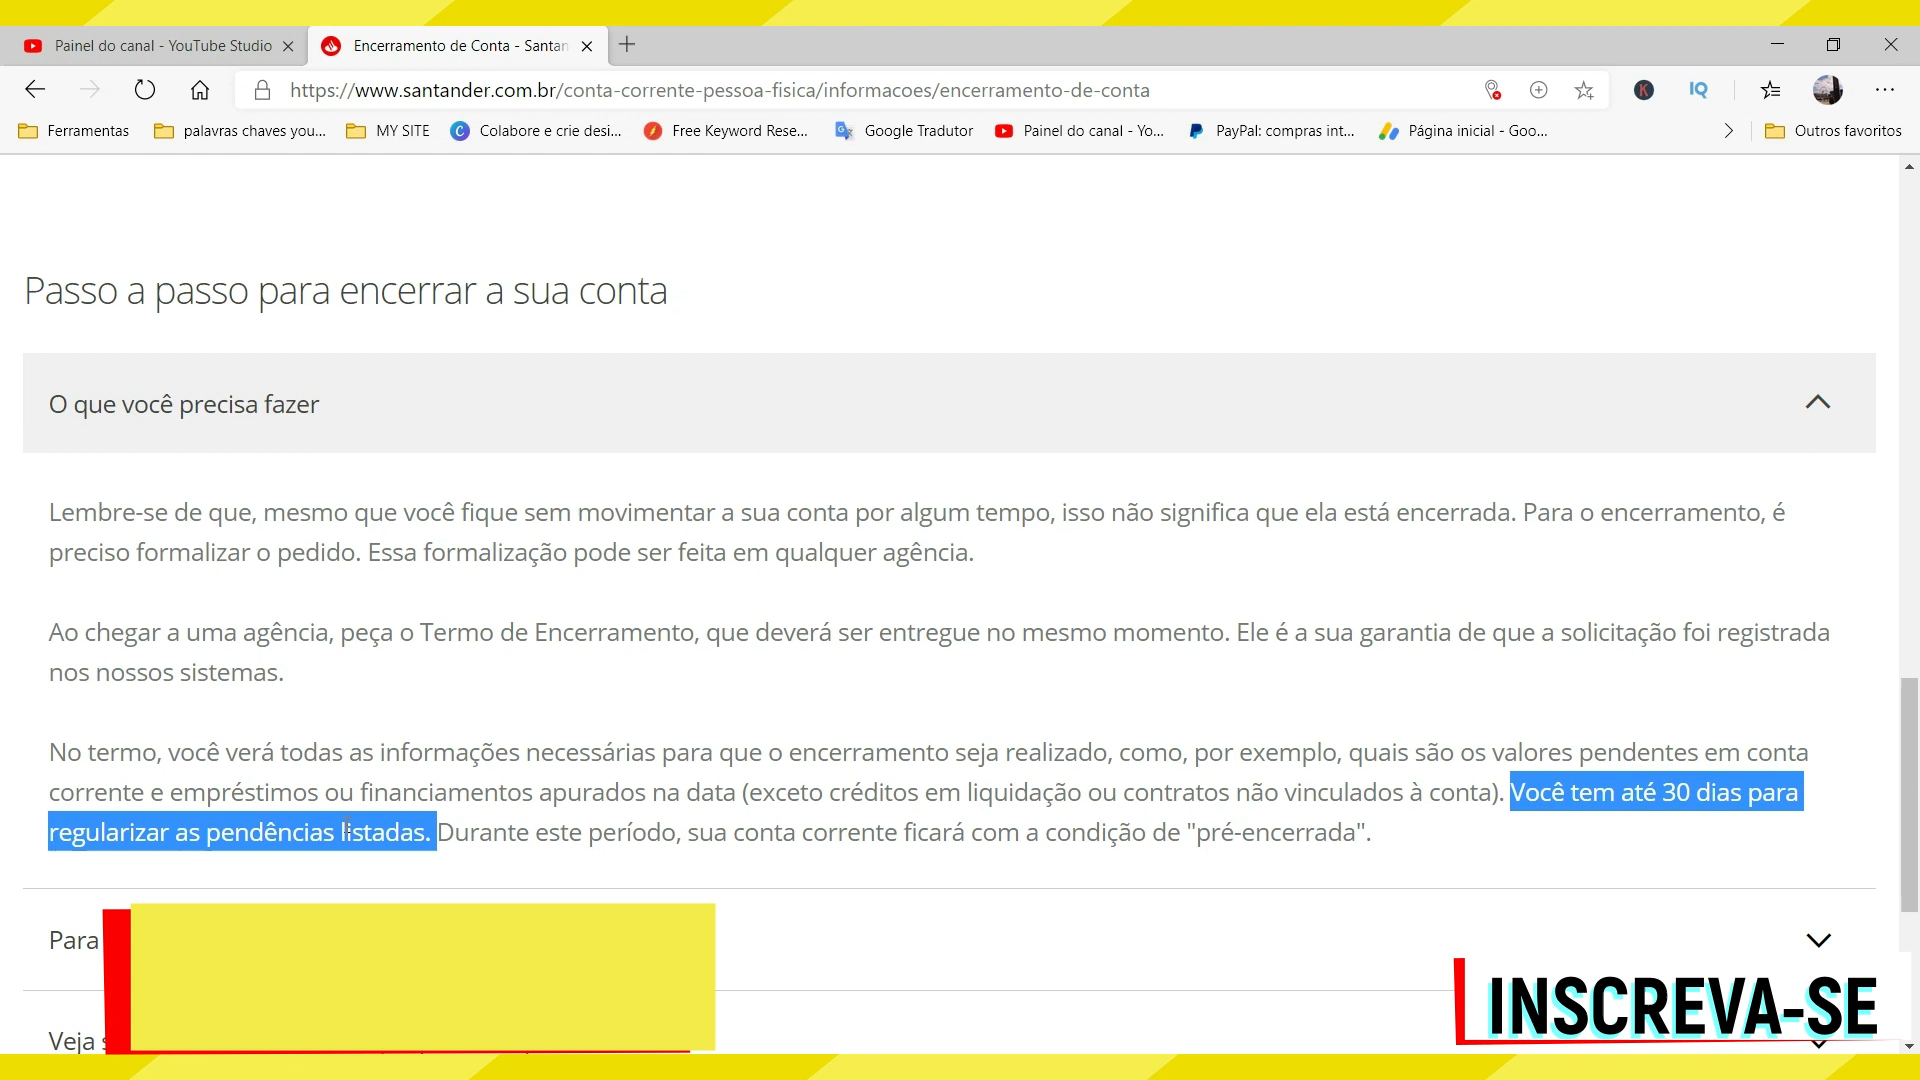 Painel do canal - YouTube Studio
Encerramento de Conta - Santan
https://www.santander.com.br/conta-corrente-pessoa-fisica/informacoes/encerramento-de-conta
K
IQ
Ferramentas
palavras chaves you...
MY SITE
C
Colabore e crie desi...
Free Keyword Rese...
Google Tradutor
Painel do canal - Yo...
PayPal: compras int...
Página inicial - Goo...
Outros favoritos
Passo a passo para encerrar a sua conta
O que você precisa fazer
Lembre-se de que, mesmo que você fique sem movimentar a sua conta por algum tempo, isso não significa que ela está encerrada. Para o encerramento, é
preciso formalizar o pedido. Essa formalização pode ser feita em qualquer agência.
Ao chegar a uma agência, peça o Termo de Encerramento, que deverá ser entregue no mesmo momento. Ele é a sua garantia de que a solicitação foi registrada
nos nossos sistemas.
No termo, você verá todas as informações necessárias para que o encerramento seja realizado, como, por exemplo, quais são os valores pendentes em conta
corrente e empréstimos ou financiamentos apurados na data (exceto créditos em liquidação ou contratos não vinculados à conta). Você tem até 30 dias para
regularizar as pendências listadas. Durante este período, sua conta corrente ficará com a condição de "pré-encerrada".
Para
Veja
INSCREVA-SE